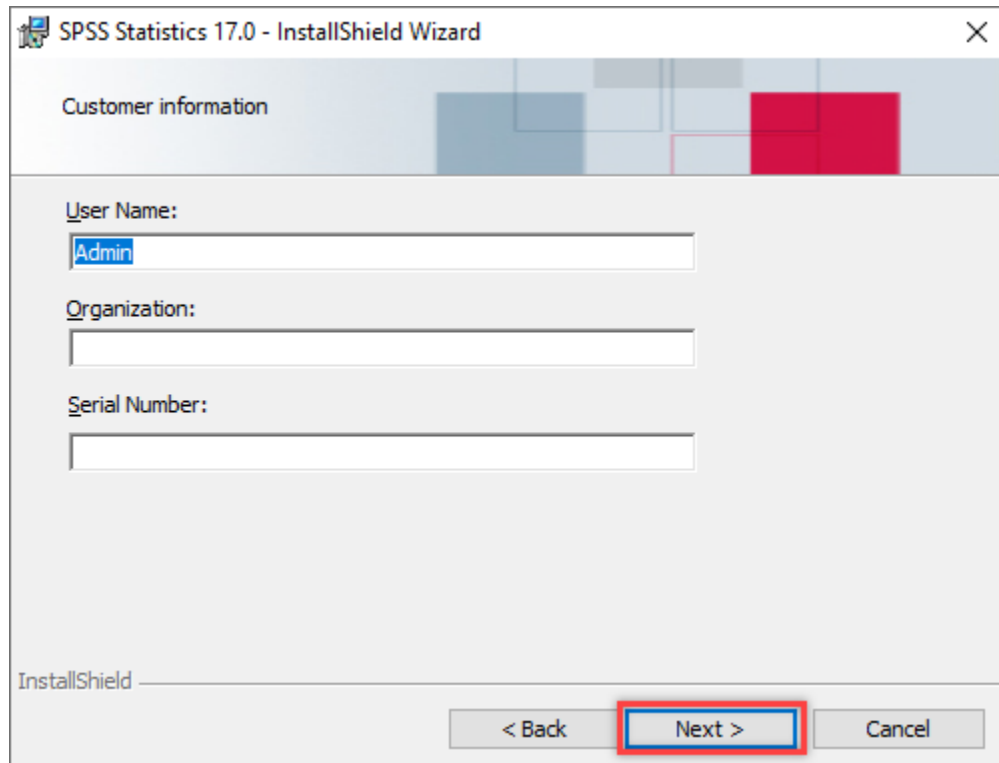 SPSS Statistics 17.0 - InstallShield Wizard
Customer information
User Name:
Admin
Organization:
Serial Number:
InstallShield
< Back Next > Cancel